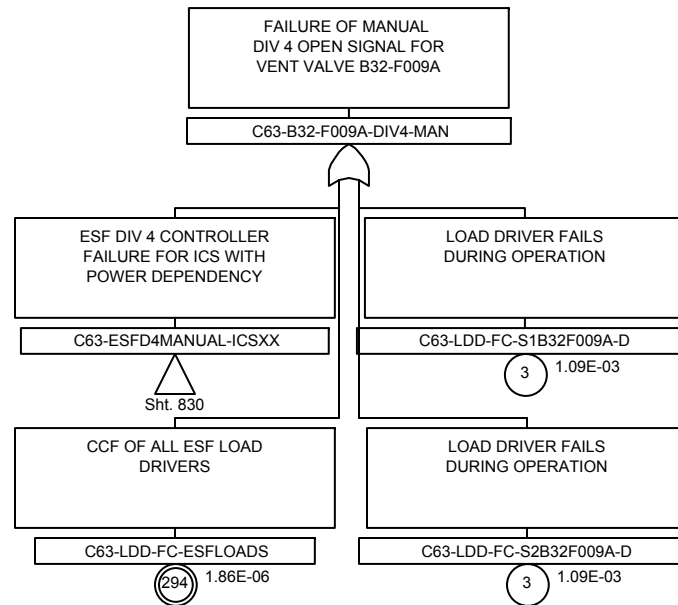 FAILURE OF MANUAL
DIV 4 OPEN SIGNAL FOR
VENT VALVE B32-F009A
C63-B32-F009A-DIV4-MAN
ESF DIV 4 CONTROLLER
FAILURE FOR ICS WITH
POWER DEPENDENCY
C63-ESFD4MANUAL-ICSXX
Sht. 830
LOAD DRIVER FAILS
DURING OPERATION
C63-LDD-FC-S1B32F009A-D
3
1.09E-03
CCF OF ALL ESF LOAD
DRIVERS
C63-LDD-FC-ESFLOADS
294
1.86E-06
LOAD DRIVER FAILS
DURING OPERATION
C63-LDD-FC-S2B32F009A-D
3
1.09E-03